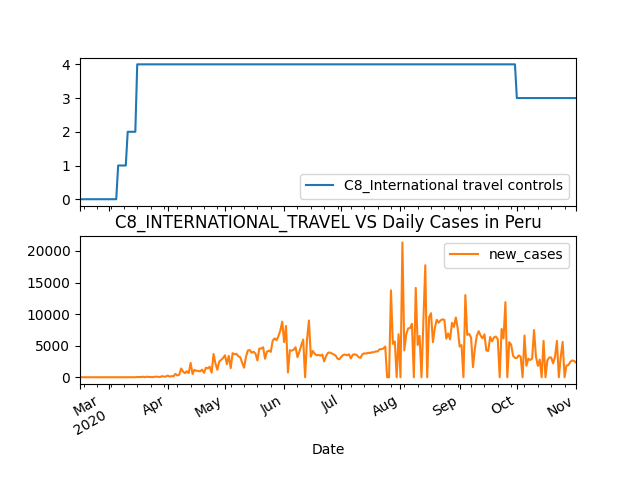 4
3
2
1
0
C8_International travel controls
C8_INTERNATIONAL_TRAVEL VS Daily Cases in Peru
20000
15000
10000
5000
0
new_cases
Mar
2020
Apr
May
Jun
Jul
Aug
Sep
Oct
Nov
Date